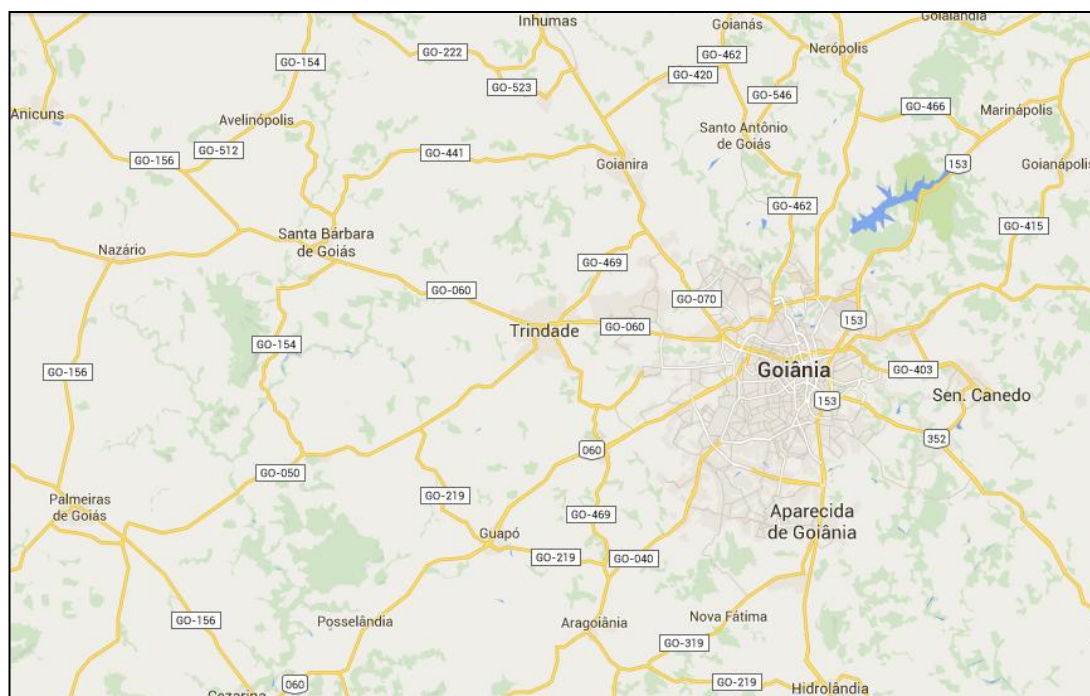 Inhumas
Goianás
Goialândia
GO-222
GO-462
Nerópolis
GO-154
GO-420
GO-523
GO-546
GO-466
Marinápolis
Anicuns
Avelinópolis
Santo Antônio
de Goiás
GO-512
GO-441
GO-156
Goianira
153
Goianápolis
GO-462
GO-415
Santa Bárbara
de Goiás
Nazário
GO-469
GO-060
GO-070
153
Trindade
GO-060
GO-154
GO-156
Goiânia
GO-403
Sen. Canedo
153
352
060
GO-050
Palmeiras
de Goiás
GO-219
GO-469
Aparecida
de Goiânia
Guapó
GO-219
GO-040
GO-156
Posselândia
Aragoiânia
Nova Fátima
GO-319
GO-219
060
Hidrolândia
Cezarina